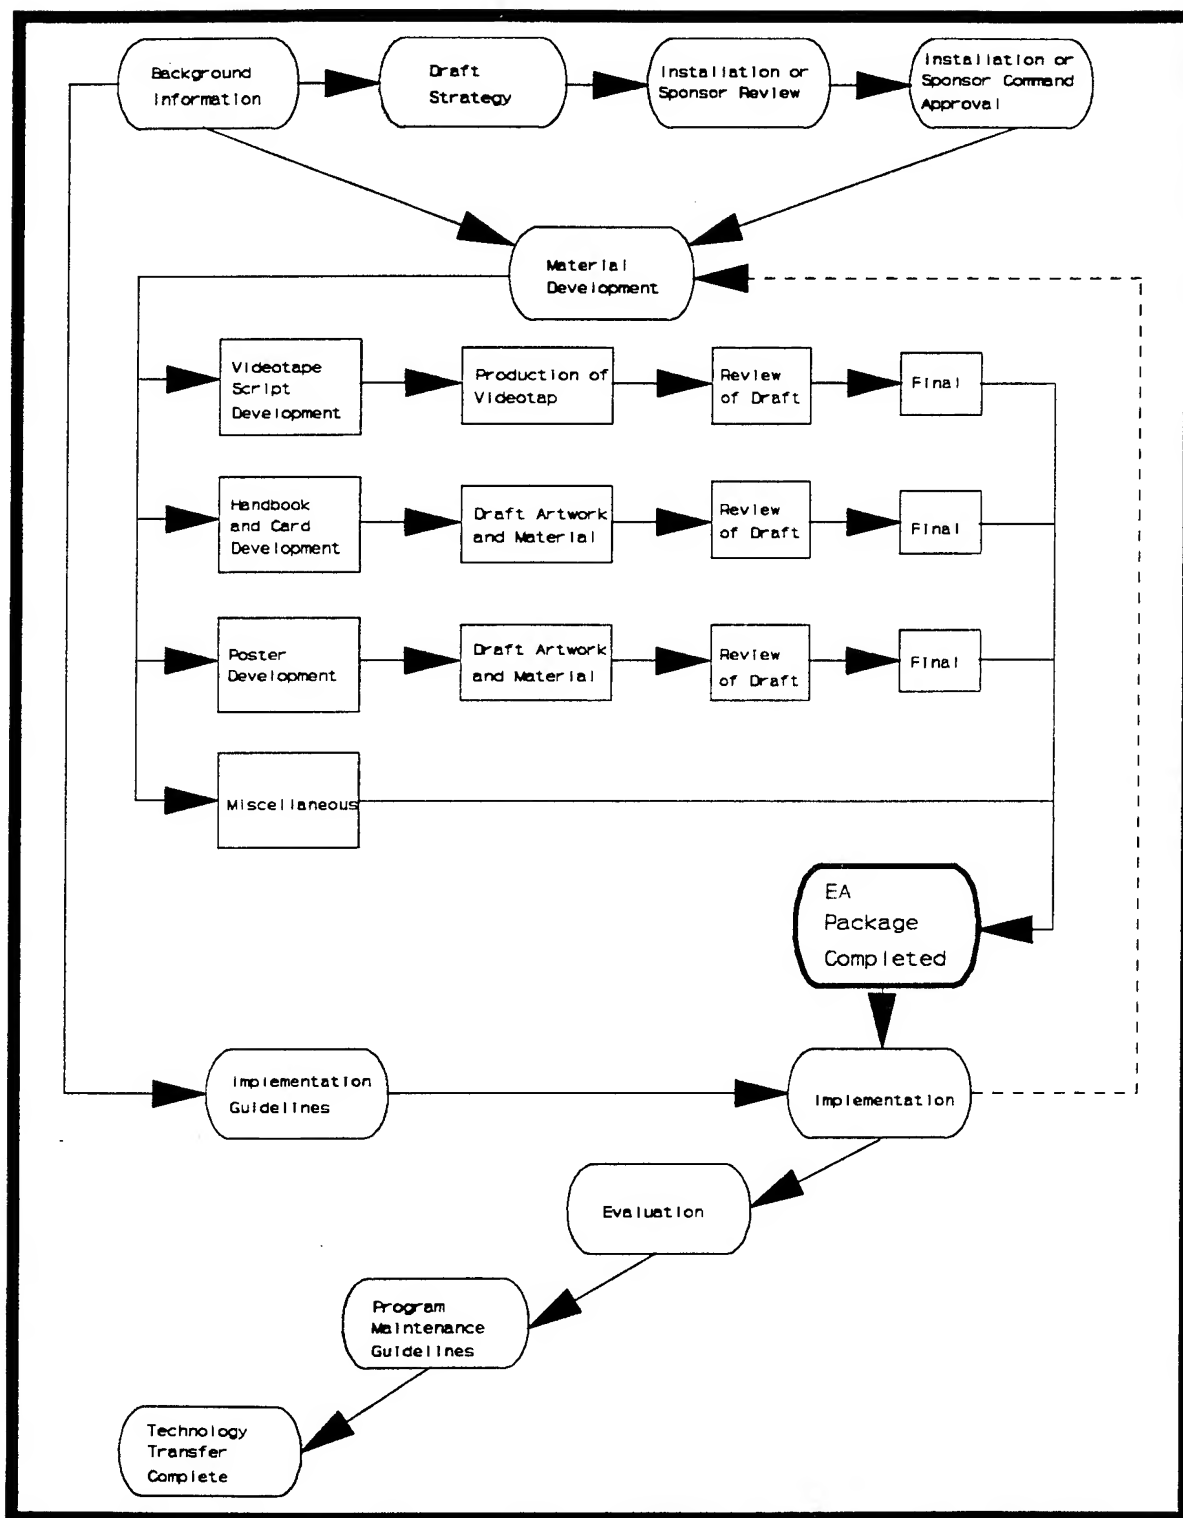 Background
Information
Draft
Strategy
Installation or
Sponsor Review
Installation or
Sponsor Command
Approval
Material
Development
Videotape
Script
Development
Production of
Videotap
Review
of Draft
Final
Handbook
and Card
Development
Draft Artwork
and Material
Review
of Draft
Final
Poster
Development
Draft Artwork
and Material
Review
of Draft
Final
Miscellaneous
EA
Package
Completed
Implementation
Guidelines
Implementation
Evaluation
Program
Maintenance
Guidelines
Technology
Transfer
Complete